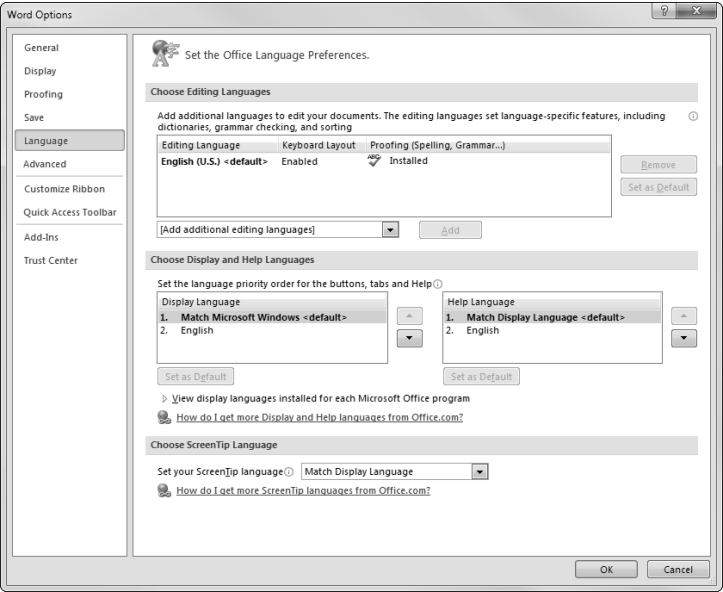 Word Options
General
Display
Proofing
Save
Language
Advanced
Customize Ribbon
Quick Access Toolbar
Add-Ins
Trust Center
Set the Office Language Preferences.
Choose Editing Languages
Add additional languages to edit your documents. The editing languages set language-specific features, including
dictionaries, grammar checking, and sorting
Editing Language Keyboard Layout Proofing (Spelling, Grammar...)
English (U.S.) <default> Enabled Installed
Remove
Set as Default
[Add additional editing languages] Add
Choose Display and Help Languages
Set the language priority order for the buttons, tabs and Help
Display Language
1. Match Microsoft Windows <default>
2. English
Set as Default
Help Language
1. Match Display Language <default>
2. English
Set as Default
View display languages installed for each Microsoft Office program
How do I get more Display and Help languages from Office.com?
Choose ScreenTip Language
Set your ScreenTip language Match Display Language
How do I get more ScreenTip languages from Office.com?
OK Cancel